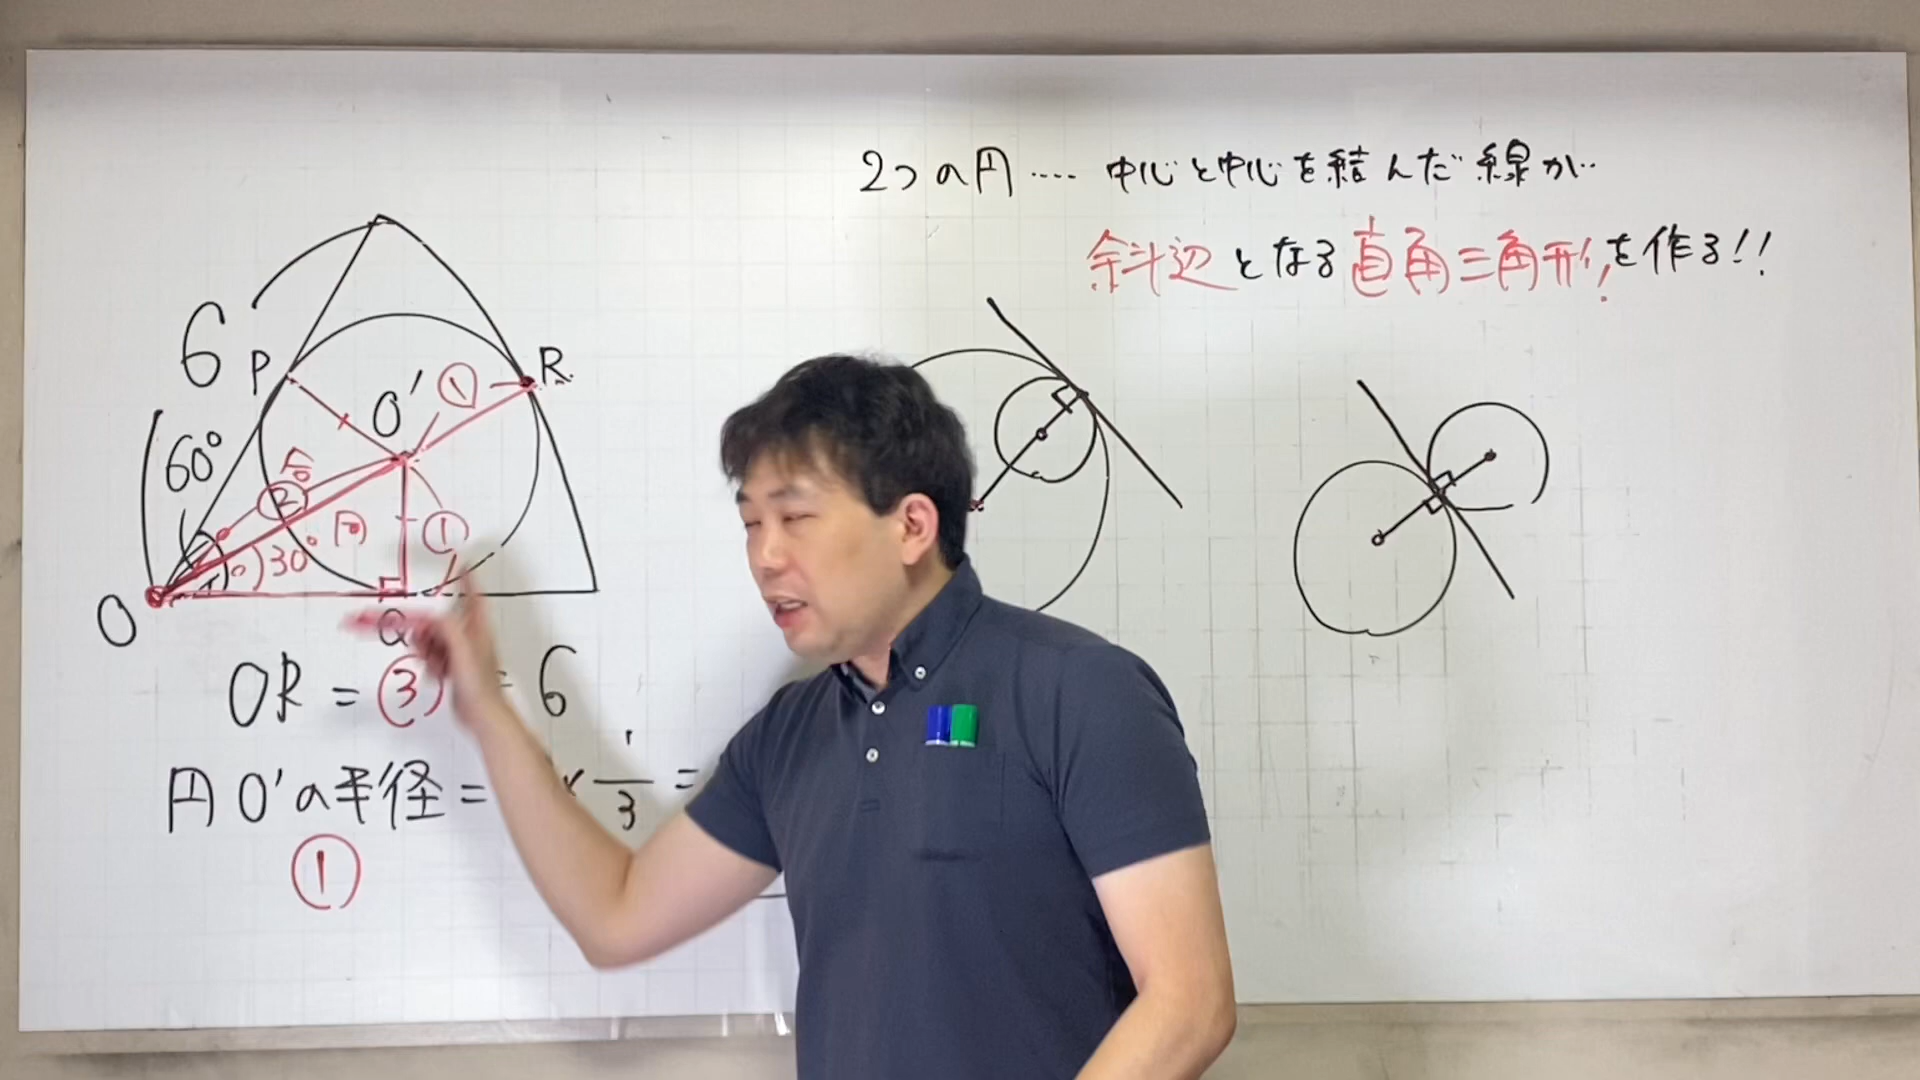 2つの円‥‥中心と中心を結んだ線が‥
斜辺となる直角三角形を作る!!
6
P
R
O'
①
60°
②
30°
①
O
Q
OR = ③ = 6
円O'の半径 = × 1/3 =
①